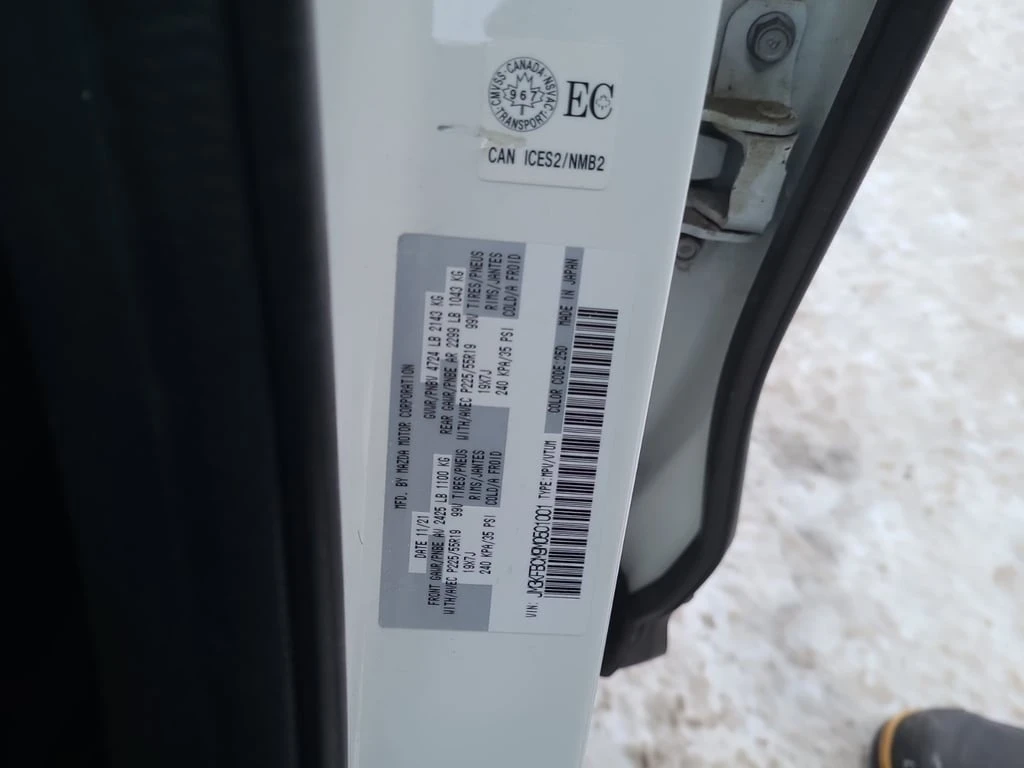 CMVSS · CANADA · NSVAC
967
· TRANSPORT ·
EC
CAN ICES2/NMB2
MFD. BY MAZDA MOTOR CORPORATION
DATE 11/21 GVWR/PNBV 4724 LB 2143 KG
FRONT GAWR/PNBE AV 2425 LB 1100 KG REAR GAWR/PNBE AR 2299 LB 1043 KG
WITH/AVEC P225/55R19 99V TIRES/PNEUS WITH/AVEC P225/55R19 99V TIRES/PNEUS
19X7J RIMS/JANTES 19X7J RIMS/JANTES
240 KPA/35 PSI COLD/A FROID 240 KPA/35 PSI COLD/A FROID
VIN: JM3KFBCM9N0501001 TYPE:MPV/VTUM COLOR CODE:25D MADE IN JAPAN